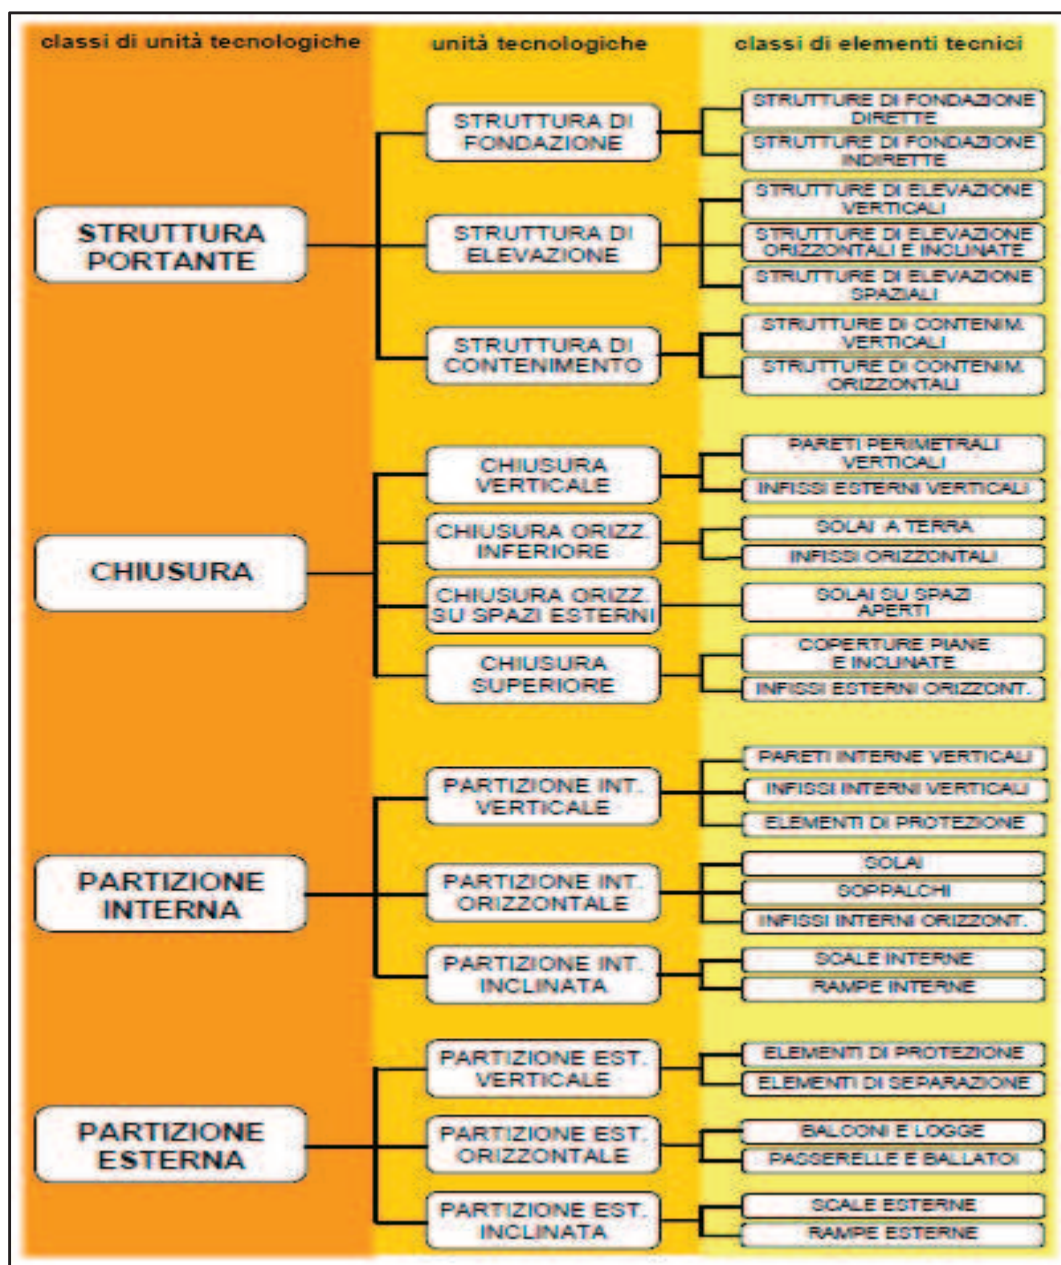 classi di unità tecnologiche
unità tecnologiche
classi di elementi tecnici
STRUTTURA
PORTANTE
STRUTTURA DI
FONDAZIONE
STRUTTURE DI FONDAZIONE
DIRETTE
STRUTTURE DI FONDAZIONE
INDIRETTE
STRUTTURA DI
ELEVAZIONE
STRUTTURE DI ELEVAZIONE
VERTICALI
STRUTTURE DI ELEVAZIONE
ORIZZONTALI E INCLINATE
STRUTTURE DI ELEVAZIONE
SPAZIALI
STRUTTURA DI
CONTENIMENTO
STRUTTURE DI CONTENIM.
VERTICALI
STRUTTURE DI CONTENIM.
ORIZZONTALI
CHIUSURA
CHIUSURA
VERTICALE
PARETI PERIMETRALI
VERTICALI
INFISSI ESTERNI VERTICALI
CHIUSURA ORIZZ.
INFERIORE
SOLAI A TERRA
INFISSI ORIZZONTALI
CHIUSURA ORIZZ.
SU SPAZI ESTERNI
SOLAI SU SPAZI
APERTI
CHIUSURA
SUPERIORE
COPERTURE PIANE
E INCLINATE
INFISSI ESTERNI ORIZZONT.
PARTIZIONE
INTERNA
PARTIZIONE INT.
VERTICALE
PARETI INTERNE VERTICALI
INFISSI INTERNI VERTICALI
ELEMENTI DI PROTEZIONE
PARTIZIONE INT.
ORIZZONTALE
SOLAI
SOPPALCHI
INFISSI INTERNI ORIZZONT.
PARTIZIONE INT.
INCLINATA
SCALE INTERNE
RAMPE INTERNE
PARTIZIONE
ESTERNA
PARTIZIONE EST.
VERTICALE
ELEMENTI DI PROTEZIONE
ELEMENTI DI SEPARAZIONE
PARTIZIONE EST.
ORIZZONTALE
BALCONI E LOGGE
PASSERELLE E BALLATOI
PARTIZIONE EST.
INCLINATA
SCALE ESTERNE
RAMPE ESTERNE